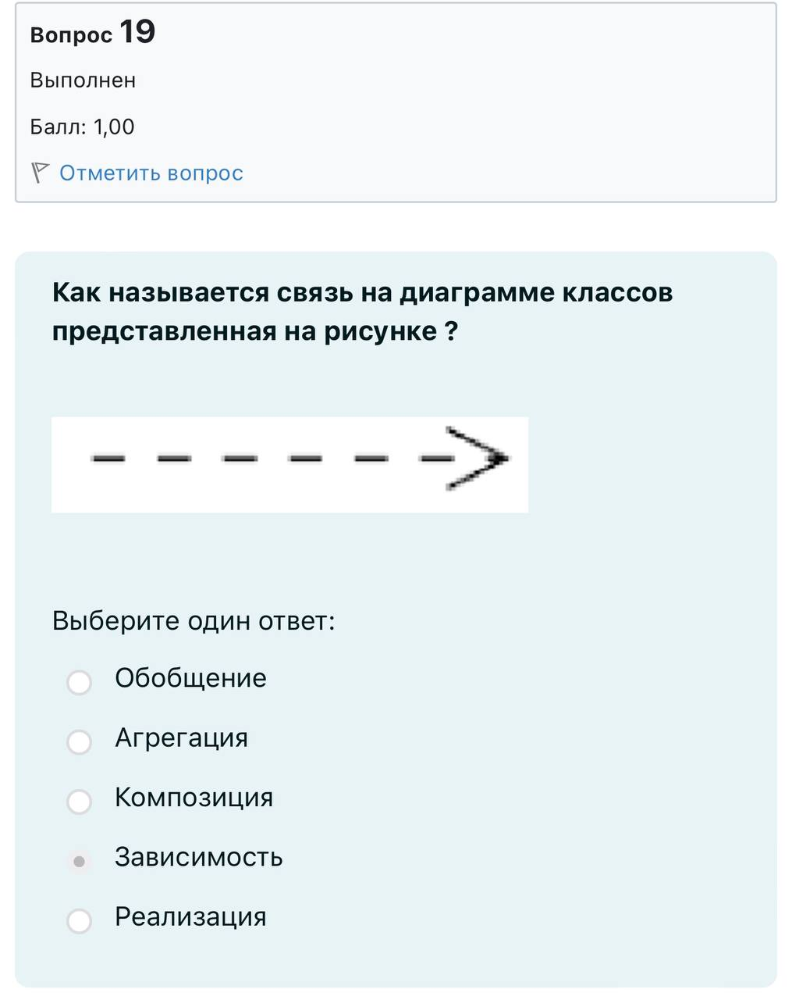 Вопрос 19
Выполнен
Балл: 1,00
Отметить вопрос
Как называется связь на диаграмме классов
представленная на рисунке ?
Выберите один ответ:
Обобщение
Агрегация
Композиция
Зависимость
Реализация